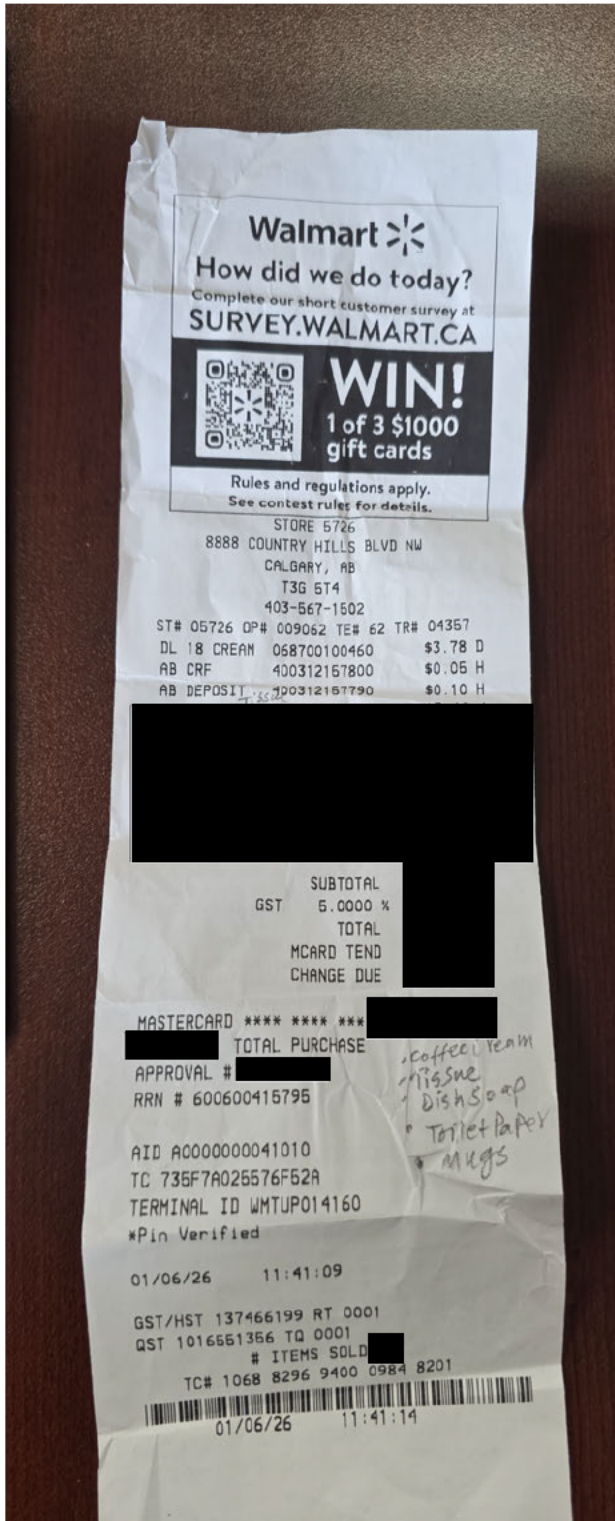 Walmart
How did we do today?
Complete our short customer survey at
SURVEY.WALMART.CA
WIN!
1 of 3 $1000
gift cards
Rules and regulations apply.
See contest rules for details.
STORE 5726
8888 COUNTRY HILLS BLVD NW
CALGARY, AB
T3G 5T4
403-567-1502
ST# 05726 OP# 009062 TE# 62 TR# 04357
DL 18 CREAM 068700100460 $3.78 D
AB CRF 400312157800 $0.05 H
AB DEPOSIT 400312157790 $0.10 H
Tissue
SUBTOTAL
GST 5.0000 %
TOTAL
MCARD TEND
CHANGE DUE
MASTERCARD **** **** ***
TOTAL PURCHASE
APPROVAL #
RRN # 600600415795
Coffee Cream
Tissue
Dish Soap
Toilet Paper
Mugs
AID A0000000041010
TC 735F7A025576F52A
TERMINAL ID WMTUP014160
*Pin Verified
01/06/26 11:41:09
GST/HST 137466199 RT 0001
QST 1016551356 TQ 0001
# ITEMS SOLD
TC# 1068 8296 9400 0984 8201
01/06/26 11:41:14